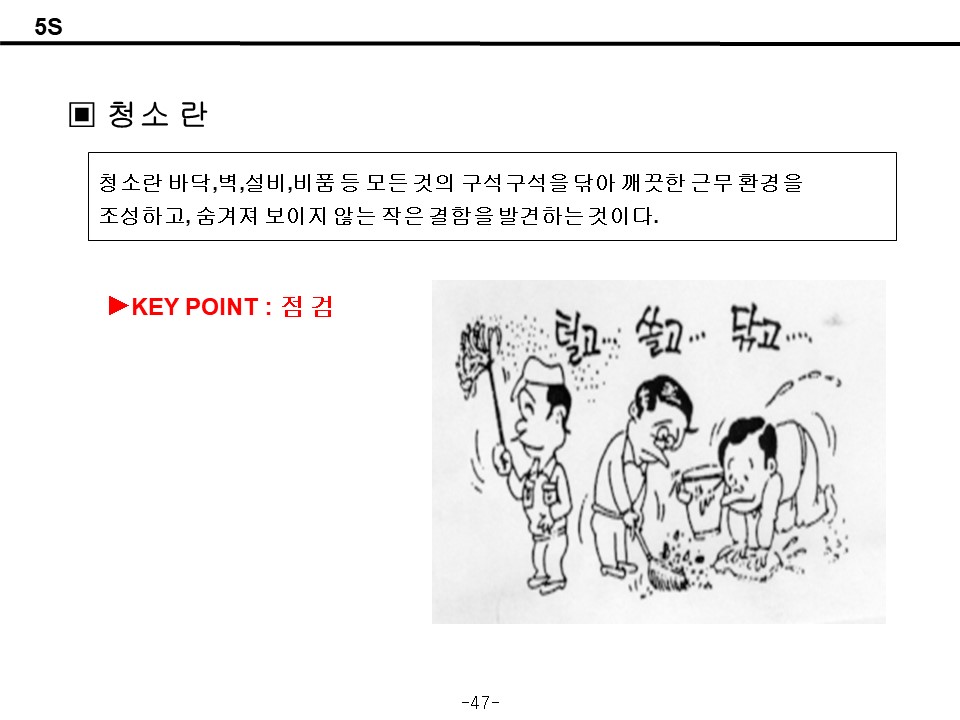 5S
▣ 청소란
청소란 바닥,벽,설비,비품 등 모든 것의 구석구석을 닦아 깨끗한 근무 환경을
조성하고, 숨겨져 보이지 않는 작은 결함을 발견하는 것이다.
►KEY POINT : 점 검
털고... 쓸고... 닦고....
-47-